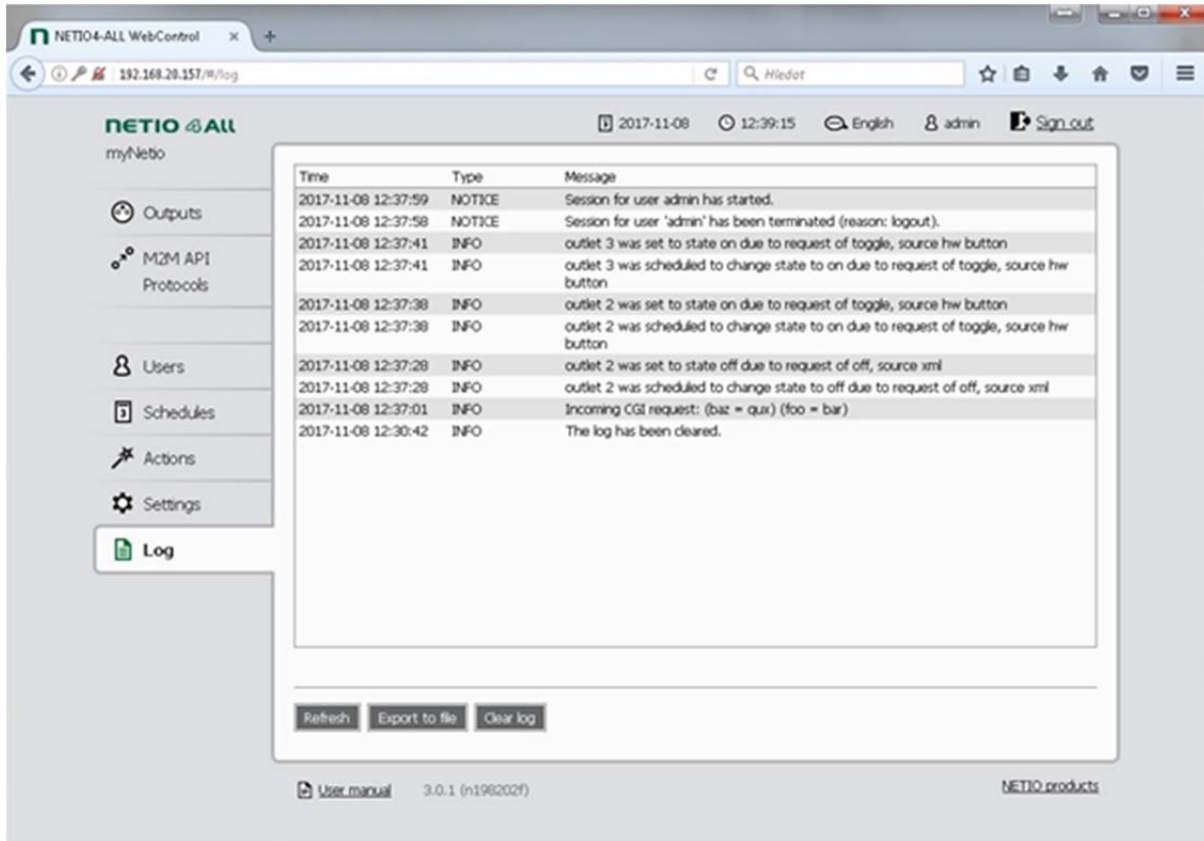 NETIO4-ALL WebControl
192.168.20.157/#/log
Hledat
NETIO 4All
myNetio
2017-11-08
12:39:15
English
admin
Sign out
Outputs
M2M API
Protocols
Users
Schedules
Actions
Settings
Log
Time Type Message
2017-11-08 12:37:59 NOTICE Session for user admin has started.
2017-11-08 12:37:58 NOTICE Session for user 'admin' has been terminated (reason: logout).
2017-11-08 12:37:41 INFO outlet 3 was set to state on due to request of toggle, source hw button
2017-11-08 12:37:41 INFO outlet 3 was scheduled to change state to on due to request of toggle, source hw
button
2017-11-08 12:37:38 INFO outlet 2 was set to state on due to request of toggle, source hw button
2017-11-08 12:37:38 INFO outlet 2 was scheduled to change state to on due to request of toggle, source hw
button
2017-11-08 12:37:28 INFO outlet 2 was set to state off due to request of off, source xml
2017-11-08 12:37:28 INFO outlet 2 was scheduled to change state to off due to request of off, source xml
2017-11-08 12:37:01 INFO Incoming CGI request: (baz = qux) (foo = bar)
2017-11-08 12:30:42 INFO The log has been cleared.
Refresh
Export to file
Clear log
User manual
3.0.1 (n198202f)
NETIO products